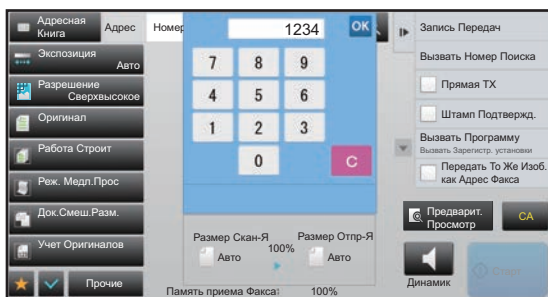 Адресная
Книга
Адрес
Номер
1234
OK
Запись Передач
Экспозиция
Авто
Вызвать Номер Поиска
7 8 9
Разрешение
Сверхвысокое
Прямая TX
4 5 6
Оригинал
Штамп Подтвержд.
1 2 3
Вызвать Программу
Вызвать Зарегистр. установки
Работа Строит
0 C
Передать То Же Изоб.
как Адрес Факса
Реж. Медл.Прос
Док.Смеш.Разм.
Предварит.
Просмотр
CA
Размер Скан-Я
Размер Отпр-Я
100%
Авто
Авто
Учет Оригиналов
Прочие
Память приема Факса:
100%
Динамик
Старт